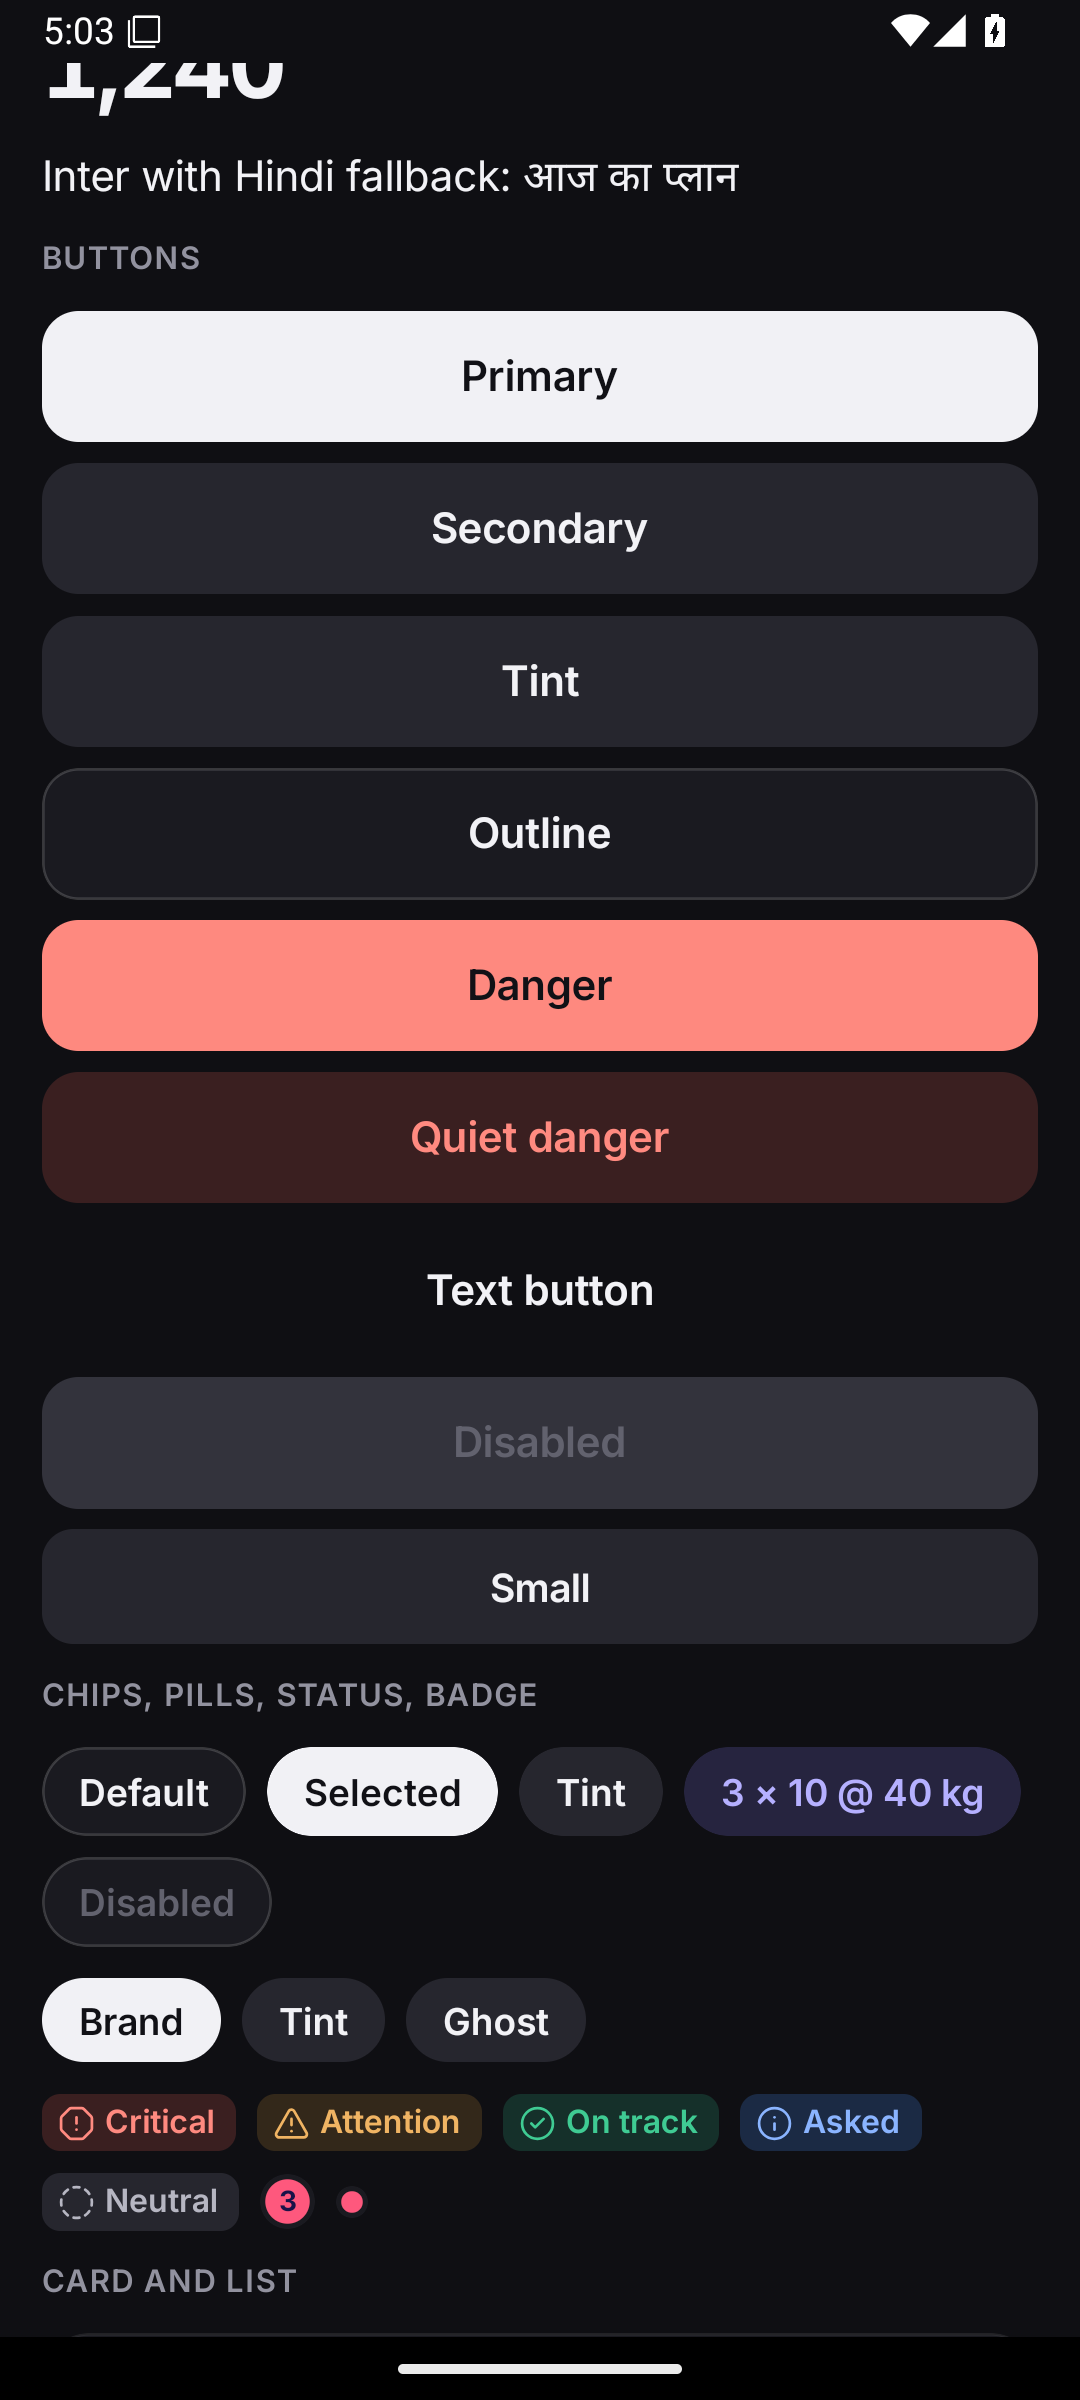 5:03
1,240
Inter with Hindi fallback: आज का प्लान
BUTTONS
Primary
Secondary
Tint
Outline
Danger
Quiet danger
Text button
Disabled
Small
CHIPS, PILLS, STATUS, BADGE
Default Selected Tint 3 × 10 @ 40 kg
Disabled
Brand Tint Ghost
Critical Attention On track Asked
Neutral 3
CARD AND LIST